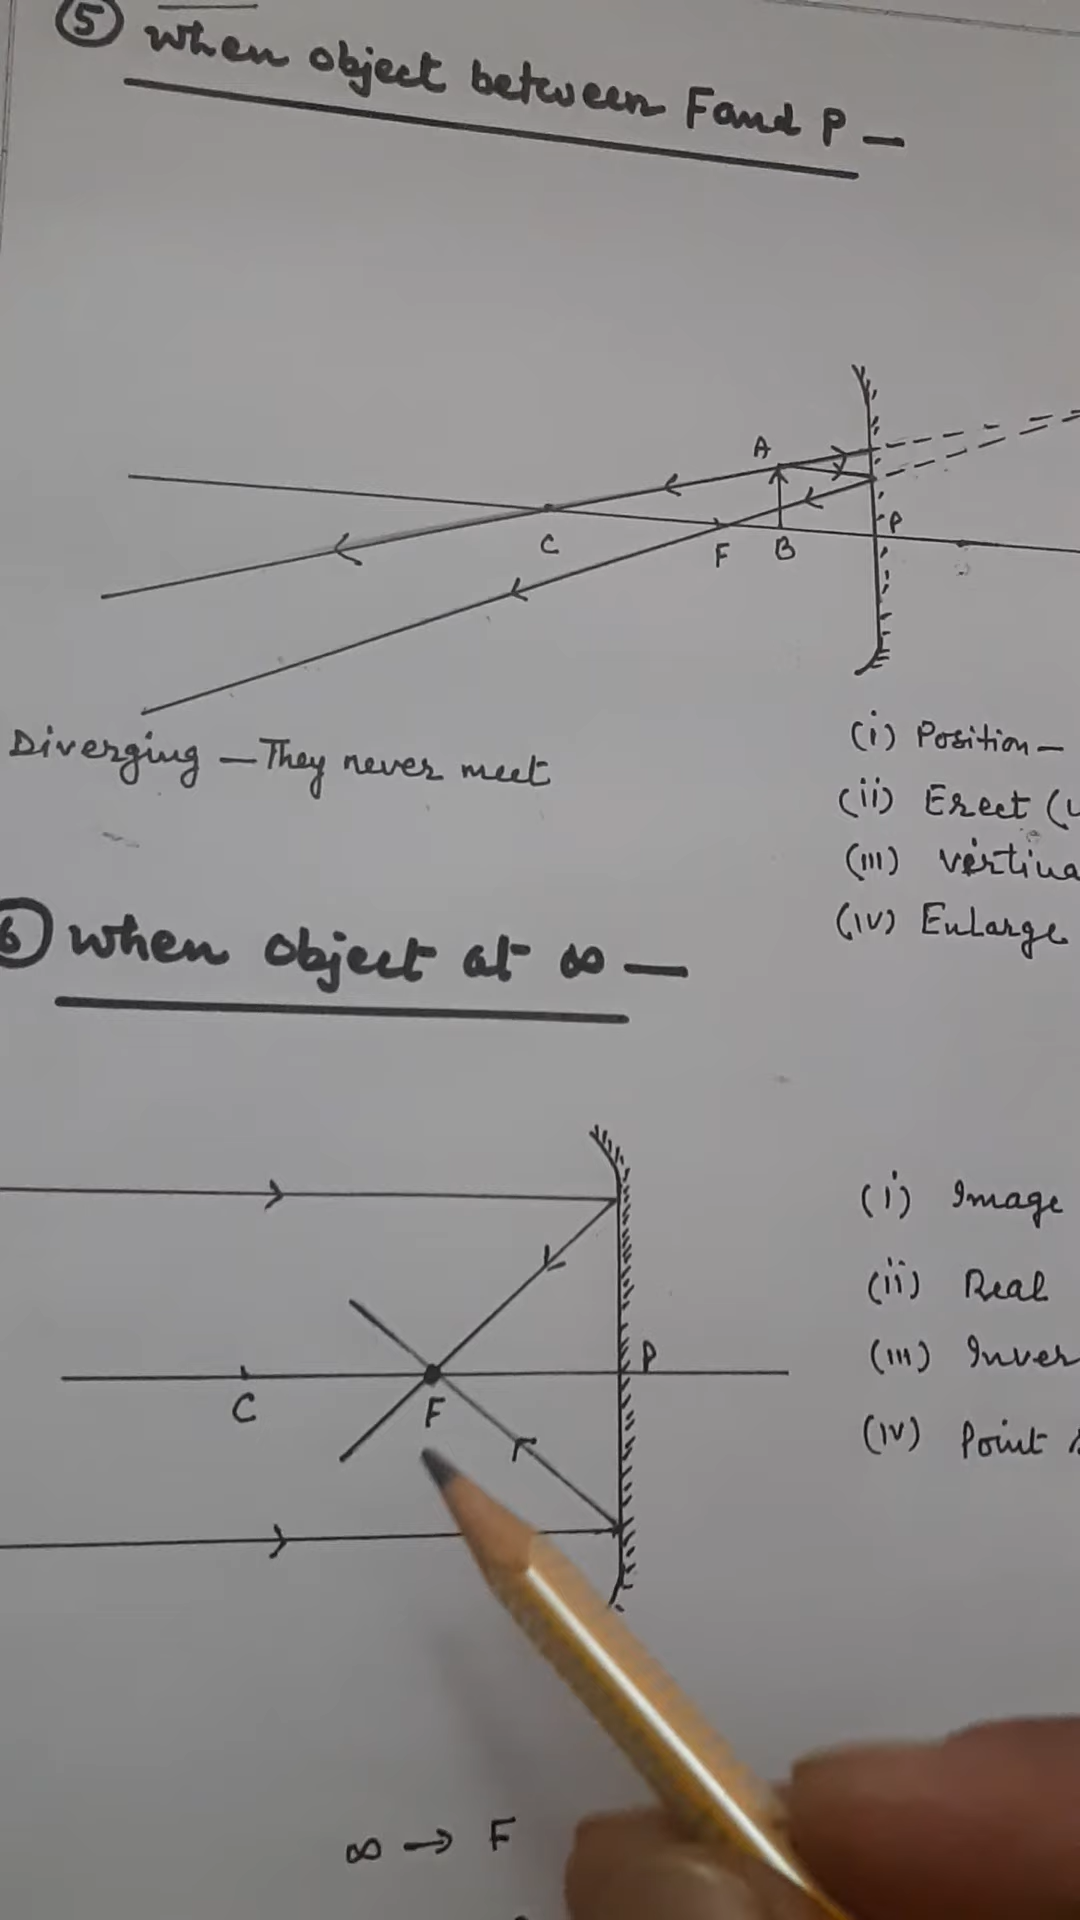 ⑤ When object between F and P —
A
C
F
B
P
Diverging — They never meet
(i) Position —
(ii) Erect (
(iii)
(iv) Enlarge
⑥ When object at ∞ —
(i) Image
(ii) Real
P
(iii) Inver
C
F
(iv) Point
∞ → F